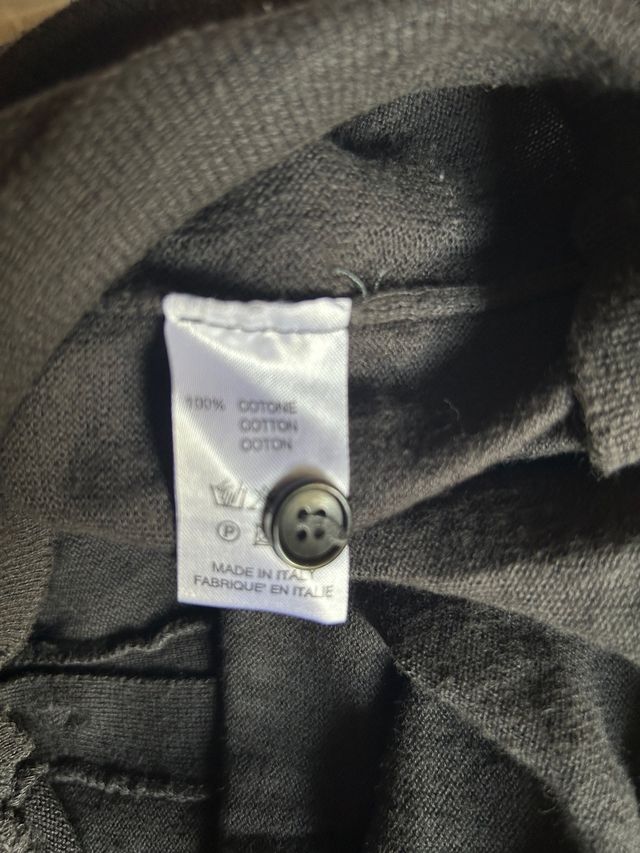 100% COTONE
COTTON
COTON
P
MADE IN ITALY
FABRIQUE' EN ITALIE